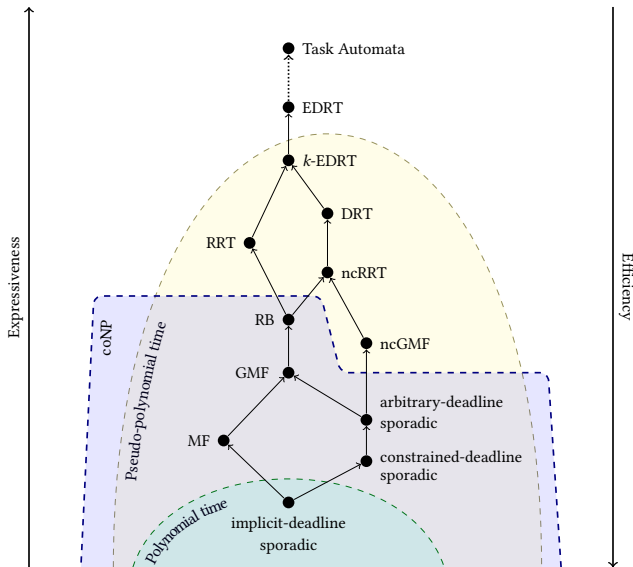 Task Automata
EDRT
k-EDRT
DRT
RRT
ncRRT
Expressiveness
Efficiency
RB
coNP
ncGMF
Pseudo-polynomial time
GMF
arbitrary-deadline
sporadic
MF
constrained-deadline
sporadic
Polynomial time
implicit-deadline
sporadic